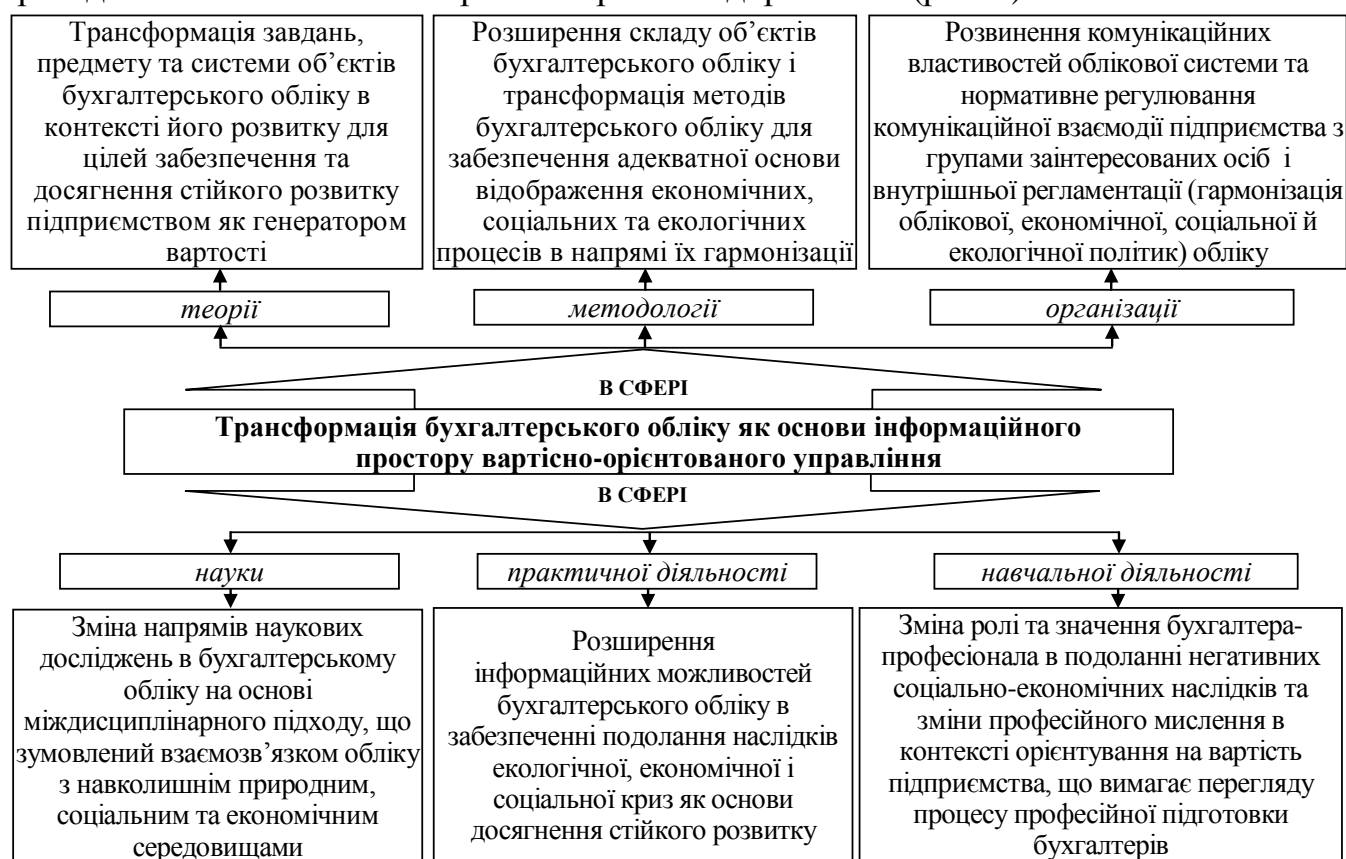 Трансформація завдань,
предмету та системи об’єктів
бухгалтерського обліку в
контексті його розвитку для
цілей забезпечення та
досягнення стійкого розвитку
підприємством як генератором
вартості
Розширення складу об’єктів
бухгалтерського обліку і
трансформація методів
бухгалтерського обліку для
забезпечення адекватної основи
відображення економічних,
соціальних та екологічних
процесів в напрямі їх гармонізації
Розвинення комунікаційних
властивостей облікової системи та
нормативне регулювання
комунікаційної взаємодії підприємства з
групами заінтересованих осіб і
внутрішньої регламентації (гармонізація
облікової, економічної, соціальної й
екологічної політик) обліку
теорії
методології
організації
В СФЕРІ
Трансформація бухгалтерського обліку як основи інформаційного
простору вартісно-орієнтованого управління
В СФЕРІ
науки
практичної діяльності
навчальної діяльності
Зміна напрямів наукових
досліджень в бухгалтерському
обліку на основі
міждисциплінарного підходу, що
зумовлений взаємозв’язком обліку
з навколишнім природним,
соціальним та економічним
середовищами
Розширення
інформаційних можливостей
бухгалтерського обліку в
забезпеченні подолання наслідків
екологічної, економічної і
соціальної криз як основи
досягнення стійкого розвитку
Зміна ролі та значення бухгалтера-
професіонала в подоланні негативних
соціально-економічних наслідків та
зміни професійного мислення в
контексті орієнтування на вартість
підприємства, що вимагає перегляду
процесу професійної підготовки
бухгалтерів